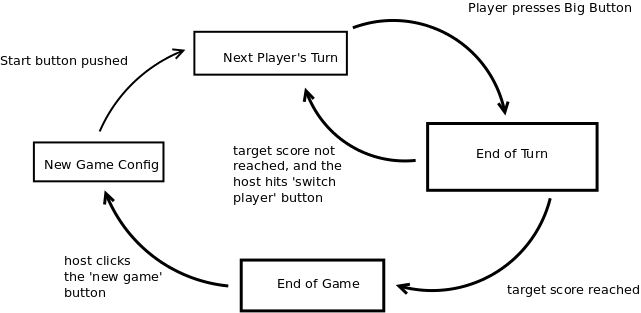 Player presses Big Button
Start button pushed
Next Player's Turn
target score not
reached, and the
host hits 'switch
player' button
End of Turn
New Game Config
host clicks
the 'new game'
button
End of Game
target score reached